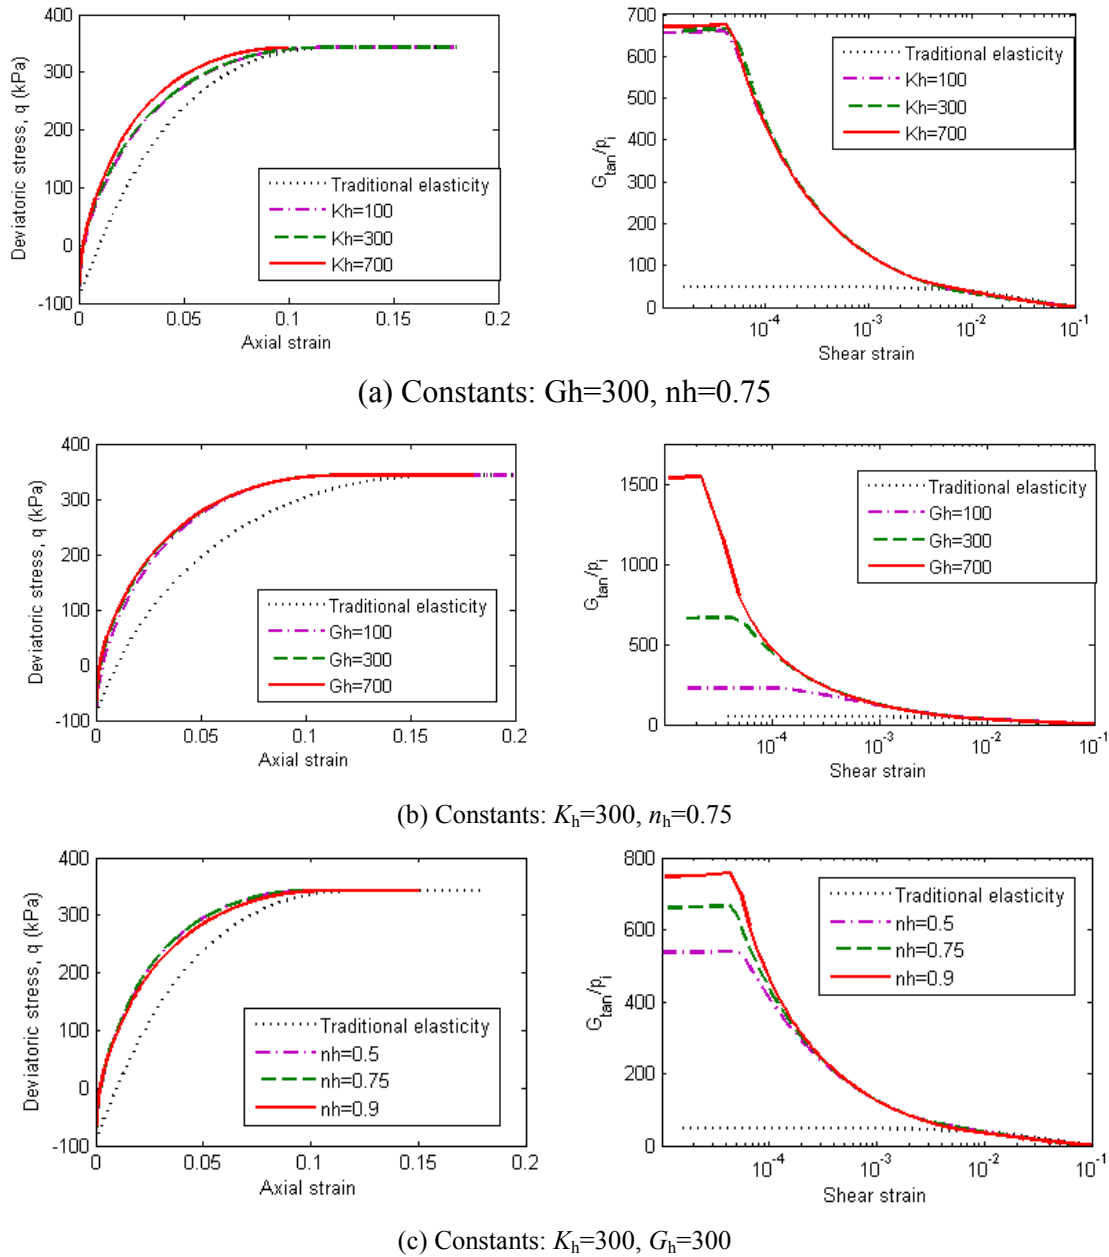 400
300
200
100
0
-100
Deviatoric stress, q (kPa)
Traditional elasticity
Kh=100
Kh=300
Kh=700
0
0.05
0.1
0.15
0.2
Axial strain
700
600
500
400
300
200
100
0
G_tan/p_i
Traditional elasticity
Kh=100
Kh=300
Kh=700
10^-4
10^-3
10^-2
10^-1
Shear strain
(a) Constants: Gh=300, nh=0.75
400
300
200
100
0
-100
Deviatoric stress, q (kPa)
Traditional elasticity
Gh=100
Gh=300
Gh=700
0
0.05
0.1
0.15
0.2
Axial strain
1500
1000
500
0
G_tan/p_i
Traditional elasticity
Gh=100
Gh=300
Gh=700
10^-4
10^-3
10^-2
10^-1
Shear strain
(b) Constants: K_h=300, n_h=0.75
400
300
200
100
0
-100
Deviatoric stress, q (kPa)
Traditional elasticity
nh=0.5
nh=0.75
nh=0.9
0
0.05
0.1
0.15
0.2
Axial strain
800
600
400
200
0
G_tan/p_i
Traditional elasticity
nh=0.5
nh=0.75
nh=0.9
10^-4
10^-3
10^-2
10^-1
Shear strain
(c) Constants: K_h=300, G_h=300